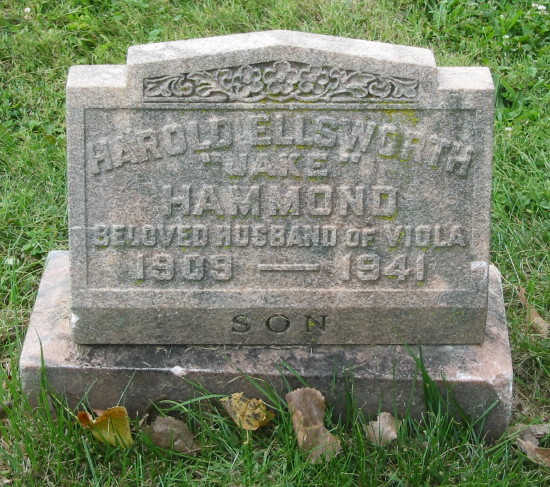 HAROLD ELLSWORTH
"JAKE"
HAMMOND
BELOVED HUSBAND OF VIOLA
1909 — 1941
SON